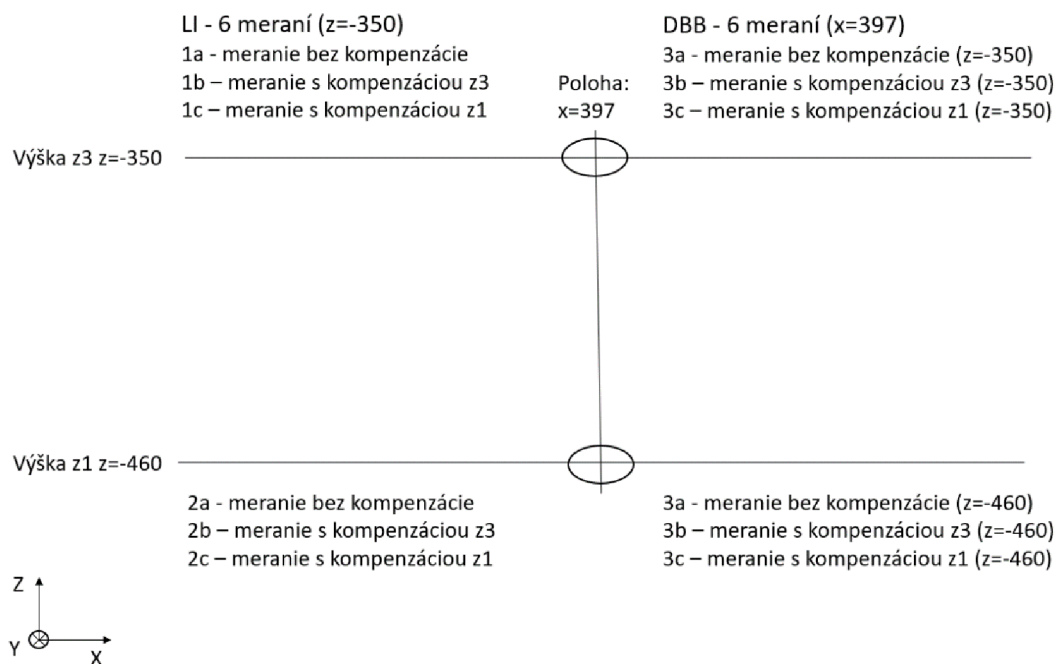 LI - 6 meraní (z=-350)
1a - meranie bez kompenzácie
1b – meranie s kompenzáciou z3
1c – meranie s kompenzáciou z1
Poloha:
x=397
DBB - 6 meraní (x=397)
3a - meranie bez kompenzácie (z=-350)
3b – meranie s kompenzáciou z3 (z=-350)
3c – meranie s kompenzáciou z1 (z=-350)
Výška z3 z=-350
Výška z1 z=-460
2a - meranie bez kompenzácie
2b – meranie s kompenzáciou z3
2c – meranie s kompenzáciou z1
3a - meranie bez kompenzácie (z=-460)
3b – meranie s kompenzáciou z3 (z=-460)
3c – meranie s kompenzáciou z1 (z=-460)
Z
Y
X